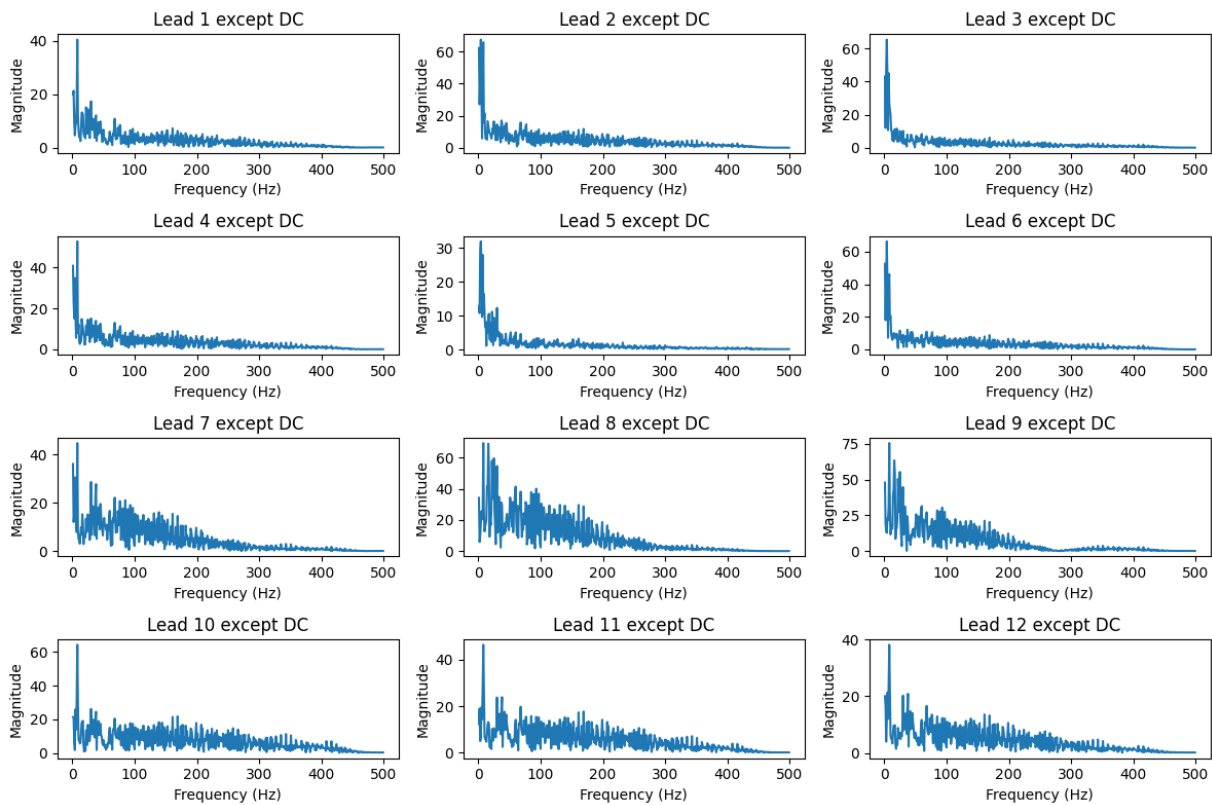 Lead 1 except DC
Lead 2 except DC
Lead 3 except DC
40
20
0
Magnitude
0 100 200 300 400 500
Frequency (Hz)
60
40
20
0
Magnitude
0 100 200 300 400 500
Frequency (Hz)
60
40
20
0
Magnitude
0 100 200 300 400 500
Frequency (Hz)
Lead 4 except DC
Lead 5 except DC
Lead 6 except DC
40
20
0
Magnitude
0 100 200 300 400 500
Frequency (Hz)
30
20
10
0
Magnitude
0 100 200 300 400 500
Frequency (Hz)
60
40
20
0
Magnitude
0 100 200 300 400 500
Frequency (Hz)
Lead 7 except DC
Lead 8 except DC
Lead 9 except DC
40
20
0
Magnitude
0 100 200 300 400 500
Frequency (Hz)
60
40
20
0
Magnitude
0 100 200 300 400 500
Frequency (Hz)
75
50
25
0
Magnitude
0 100 200 300 400 500
Frequency (Hz)
Lead 10 except DC
Lead 11 except DC
Lead 12 except DC
60
40
20
0
Magnitude
0 100 200 300 400 500
Frequency (Hz)
40
20
0
Magnitude
0 100 200 300 400 500
Frequency (Hz)
40
20
0
Magnitude
0 100 200 300 400 500
Frequency (Hz)